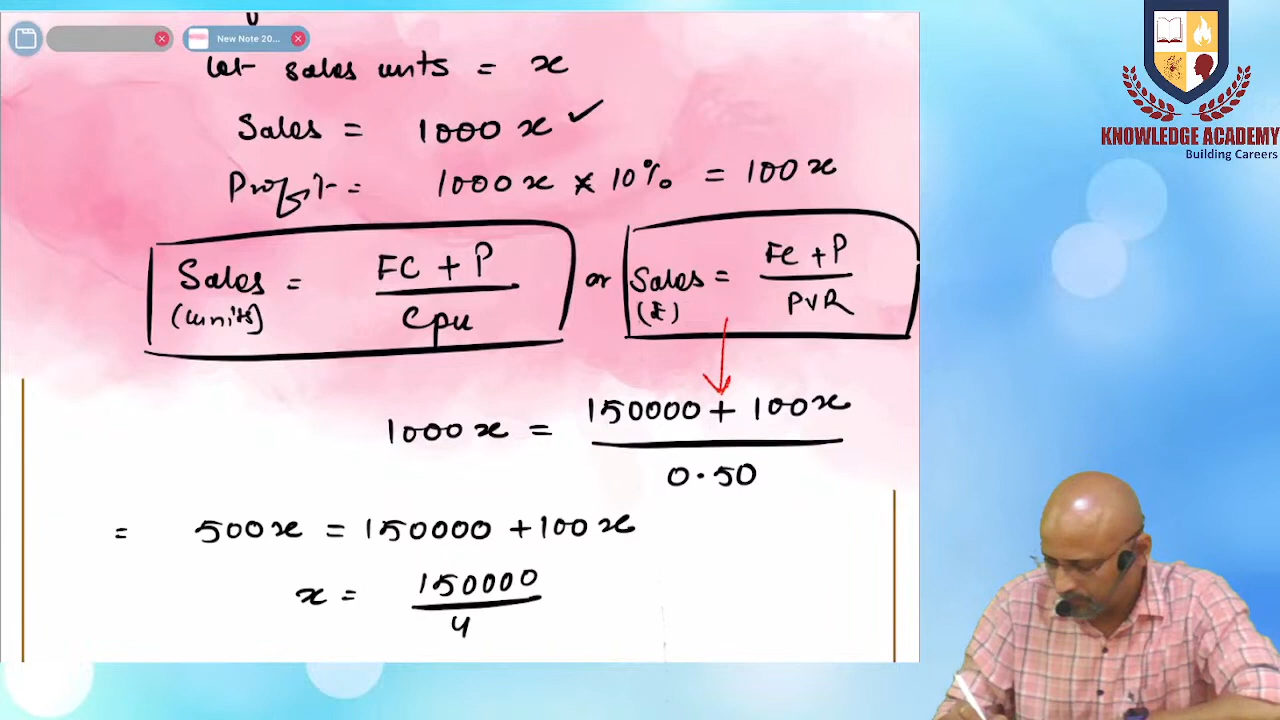 New Note 20...
KNOWLEDGE ACADEMY
Building Careers
let sales units = x
Sales = 1000 x ✓
Profit = 1000 x × 10% = 100 x
Sales (units) = FC + P / cpu or Sales (₹) = FC + P / PVR
1000 x = 150000 + 100 x / 0.50
= 500 x = 150000 + 100 x
x = 150000 / 4